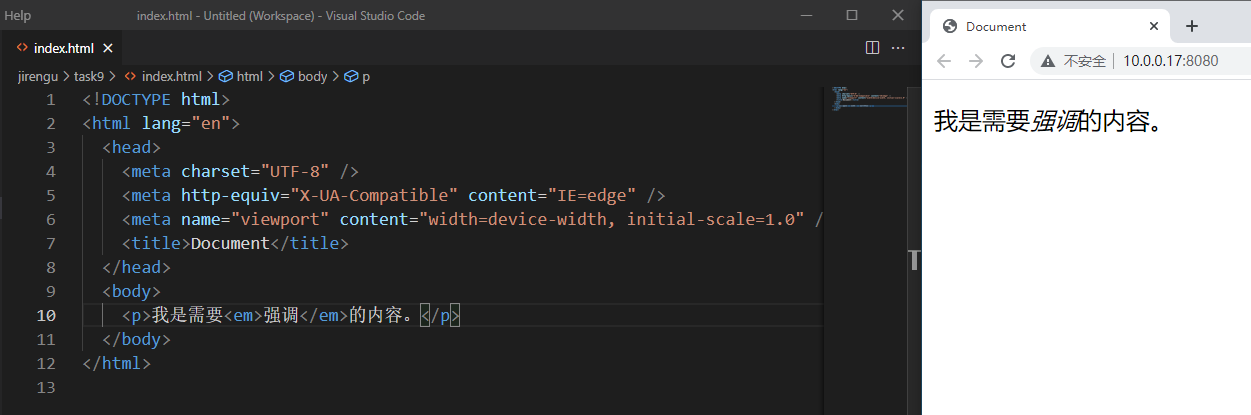 Help index.html - Untitled (Workspace) - Visual Studio Code
index.html
jirengu > task9 > index.html > html > body > p
1 <!DOCTYPE html>
2 <html lang="en">
3 <head>
4 <meta charset="UTF-8" />
5 <meta http-equiv="X-UA-Compatible" content="IE=edge" />
6 <meta name="viewport" content="width=device-width, initial-scale=1.0" /
7 <title>Document</title>
8 </head>
9 <body>
10 <p>我是需要<em>强调</em>的内容。</p>
11 </body>
12 </html>
13
Document
不安全 | 10.0.0.17:8080
我是需要强调的内容。